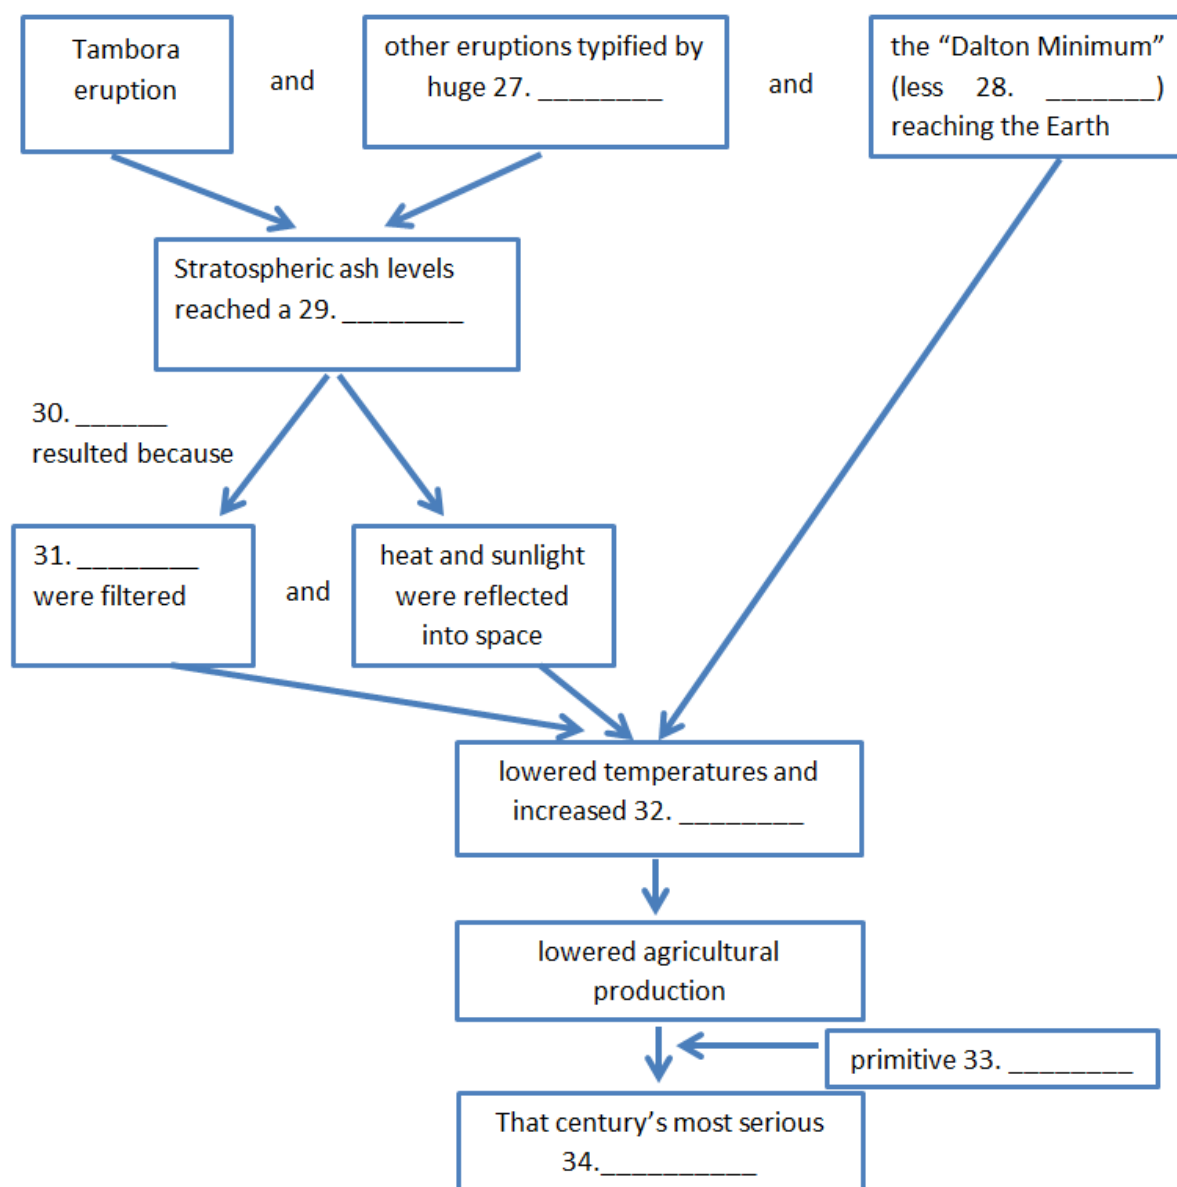 Tambora
eruption
and
other eruptions typified by
huge 27. ________
and
the “Dalton Minimum”
(less 28. _______)
reaching the Earth
Stratospheric ash levels
reached a 29. ________
30. ______
resulted because
31. ________
were filtered
and
heat and sunlight
were reflected
into space
lowered temperatures and
increased 32. ________
lowered agricultural
production
primitive 33. ________
That century’s most serious
34.__________